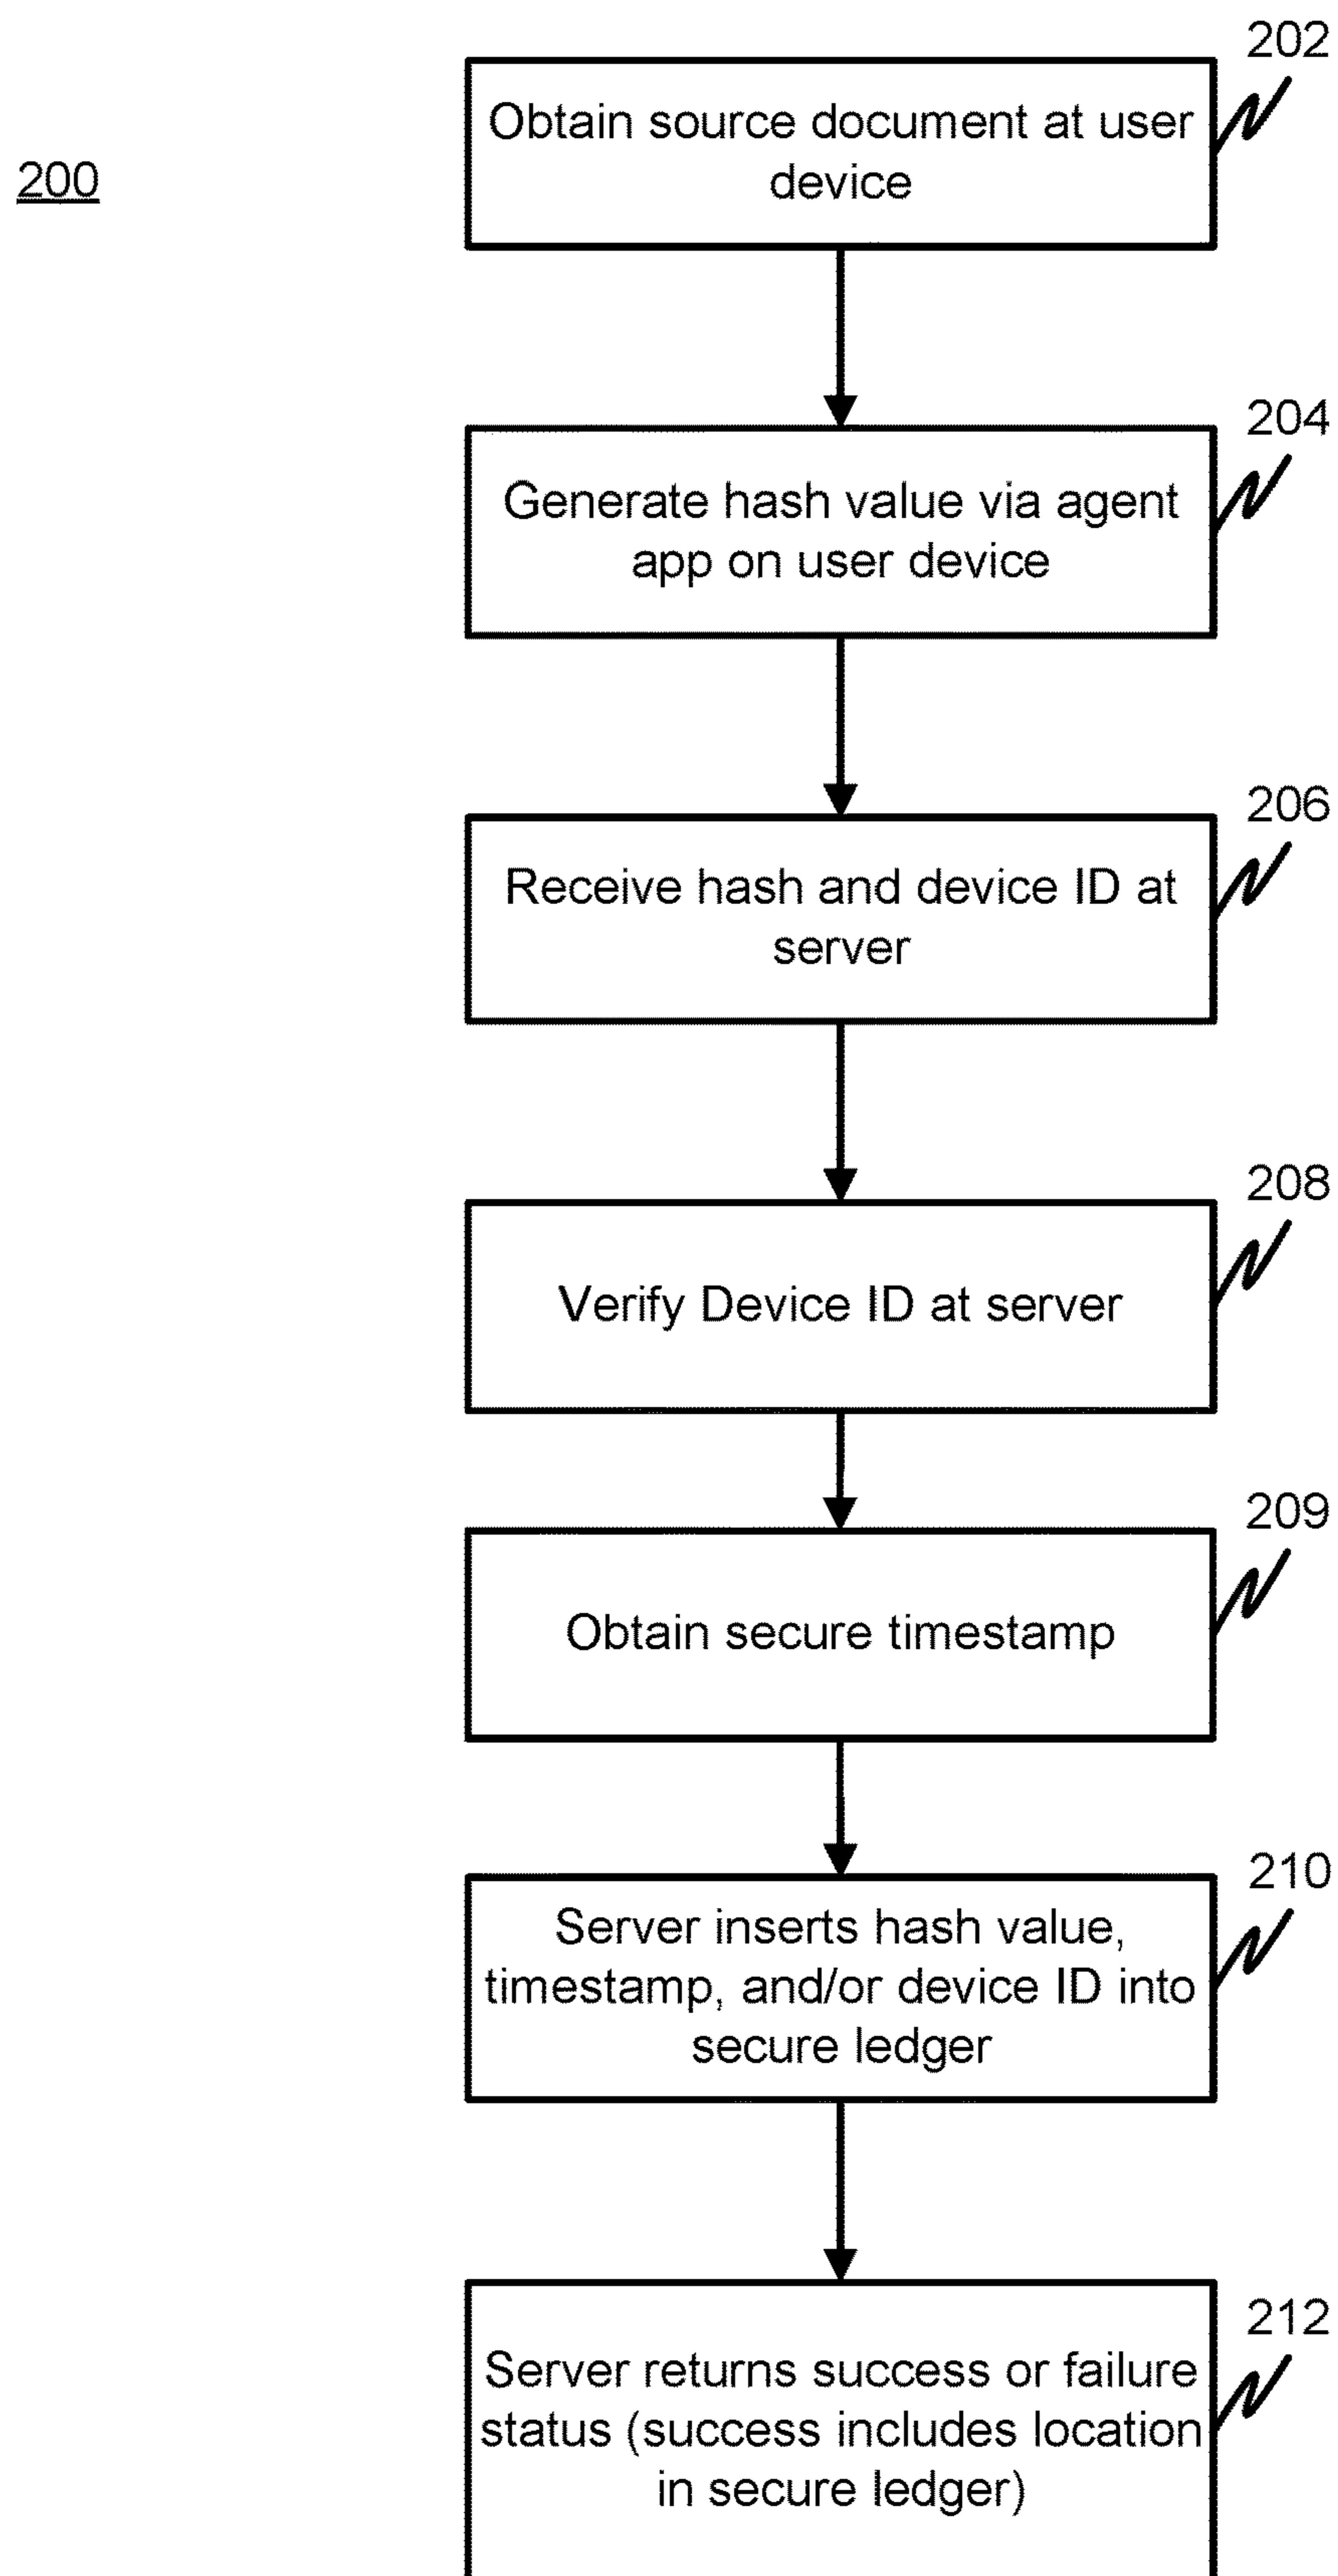 202
Obtain source document at user
device
200
204
Generate hash value via agent
app on user device
206
Receive hash and device ID at
server
208
Verify Device ID at server
209
Obtain secure timestamp
210
Server inserts hash value,
timestamp, and/or device ID into
secure ledger
212
Server returns success or failure
status (success includes location
in secure ledger)